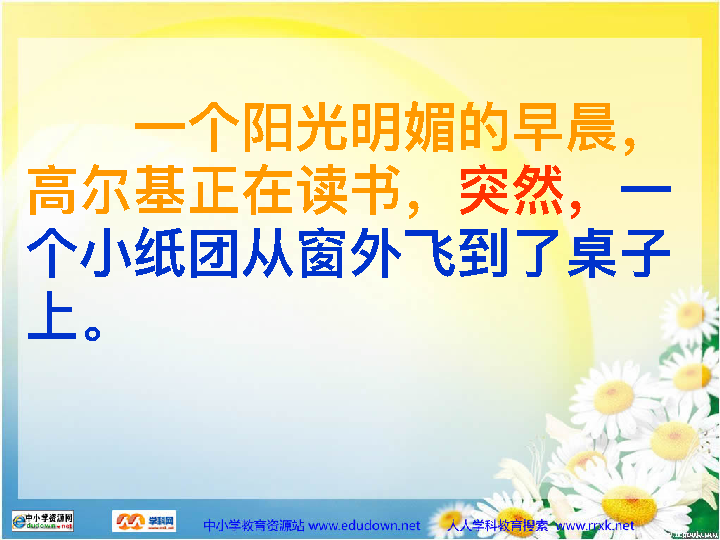 一个阳光明媚的早晨，
高尔基正在读书，突然，一
个小纸团从窗外飞到了桌子
上。
中小学资源网
edudown.net
学科网
中小学教育资源站 www.edudown.net 人人学科教育搜索 www.rrxk.net